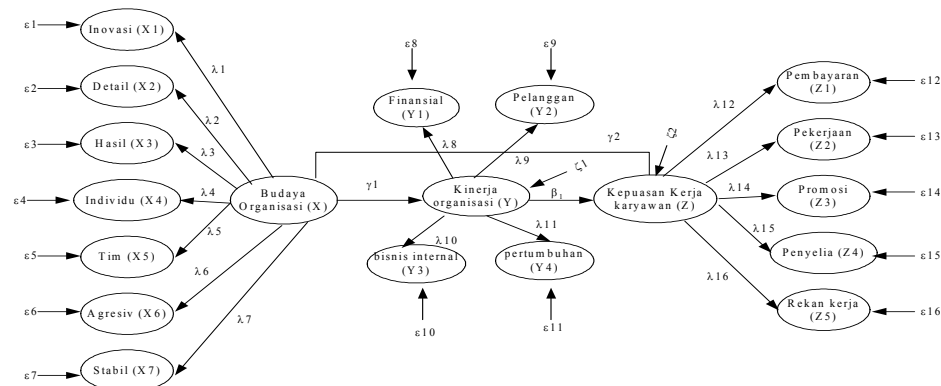 ε1
Inovasi (X1)
λ1
ε2
Detail (X2)
λ2
ε3
Hasil (X3)
λ3
ε4
Individu (X4)
λ4
ε5
Tim (X5)
λ5
ε6
Agresiv (X6)
λ6
ε7
Stabil (X7)
λ7
Budaya
Organisasi (X)
γ1
γ2
ε8
Finansial
(Y1)
λ8
ε9
Pelanggan
(Y2)
λ9
Kinerja
organisasi (Y)
ζ1
β1
λ10
bisnis internal
(Y3)
ε10
λ11
pertumbuhan
(Y4)
ε11
Kepuasan Kerja
karyawan (Z)
λ12
Pembayaran
(Z1)
ε12
λ13
Pekerjaan
(Z2)
ε13
λ14
Promosi
(Z3)
ε14
λ15
Penyelia (Z4)
ε15
λ16
Rekan kerja
(Z5)
ε16